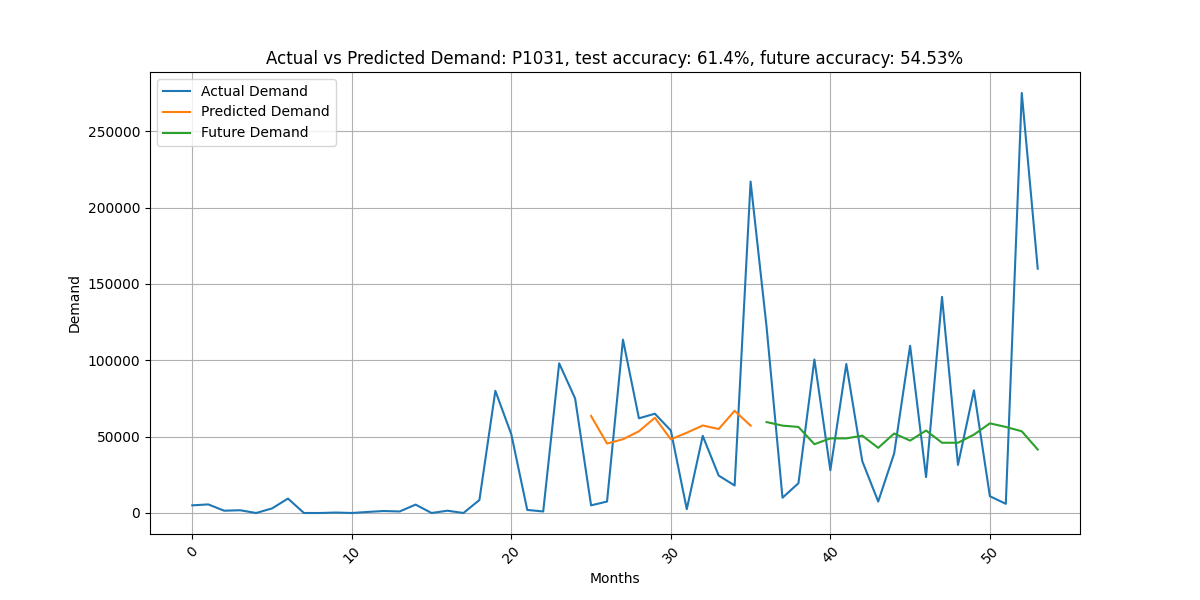 Actual vs Predicted Demand: P1031, test accuracy: 61.4%, future accuracy: 54.53%
Actual Demand
Predicted Demand
Future Demand
250000
200000
150000
100000
50000
0
Demand
0 10 20 30 40 50
Months